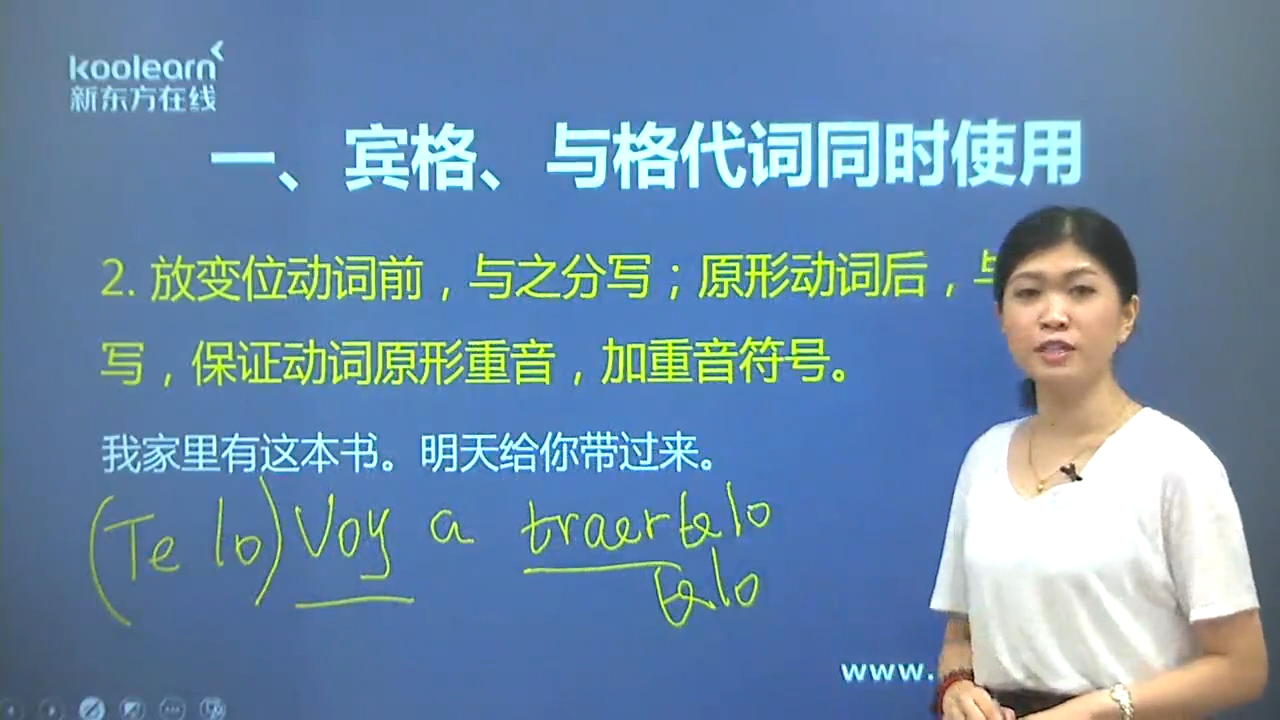 koolearn
新东方在线
一、宾格、与格代词同时使用
2. 放变位动词前，与之分写；原形动词后，
写，保证动词原形重音，加重音符号。
我家里有这本书。明天给你带过来。
(Te lo) Voy a traertelo
telo
www.